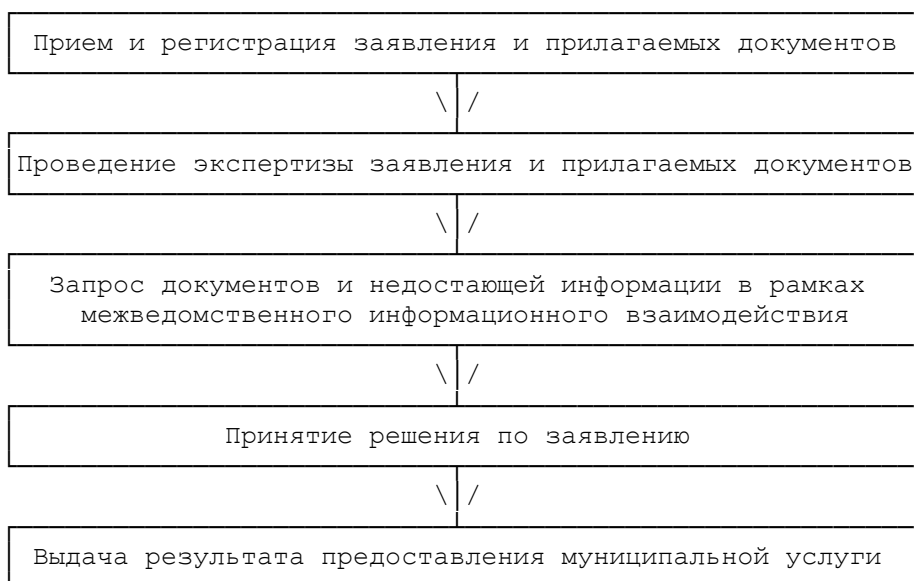 Прием и регистрация заявления и прилагаемых документов
Проведение экспертизы заявления и прилагаемых документов
Запрос документов и недостающей информации в рамках
межведомственного информационного взаимодействия
Принятие решения по заявлению
Выдача результата предоставления муниципальной услуги